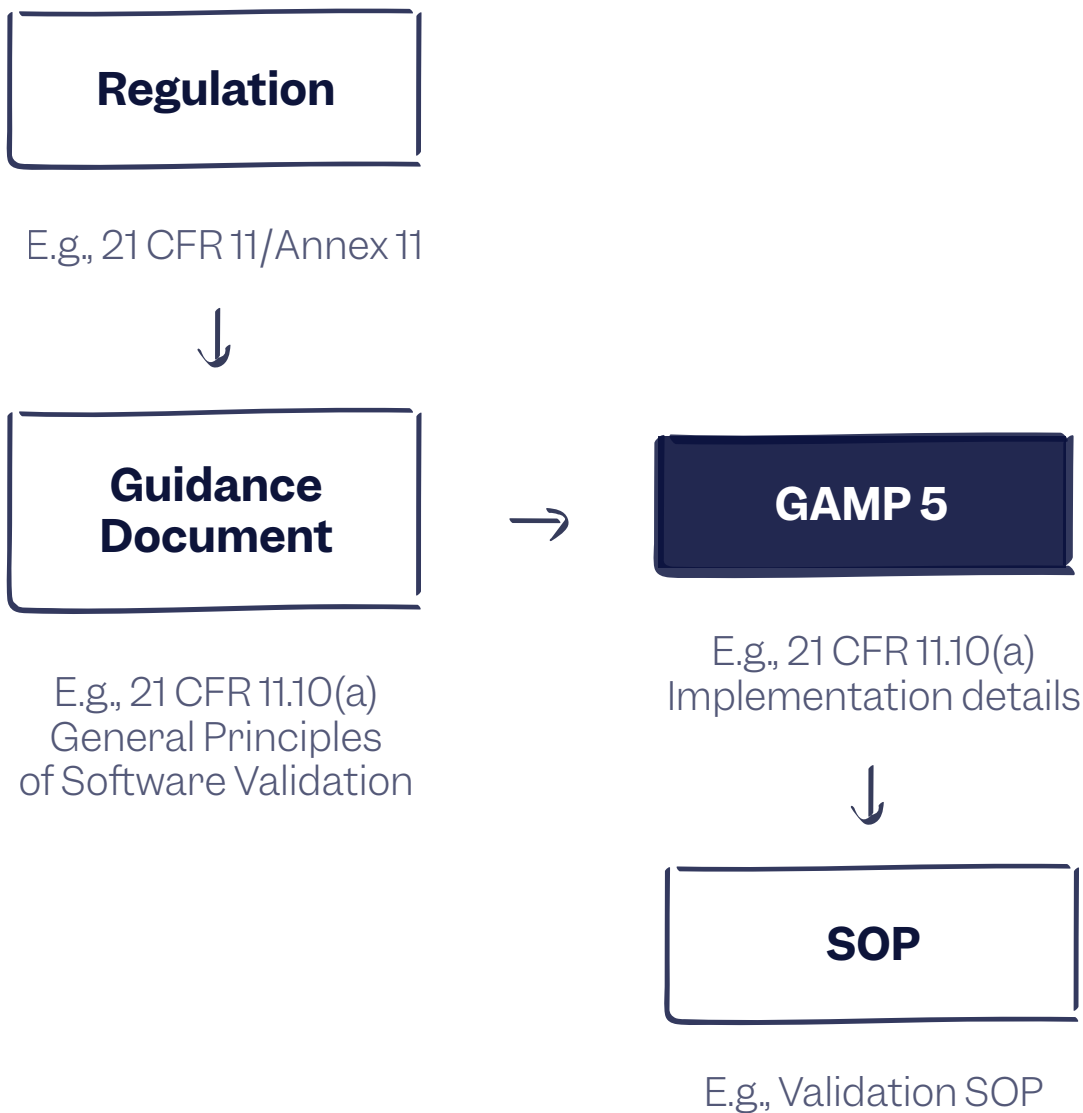 Regulation
E.g., 21 CFR 11/Annex 11
Guidance
Document
E.g., 21 CFR 11.10(a)
General Principles
of Software Validation
GAMP 5
E.g., 21 CFR 11.10(a)
Implementation details
SOP
E.g., Validation SOP